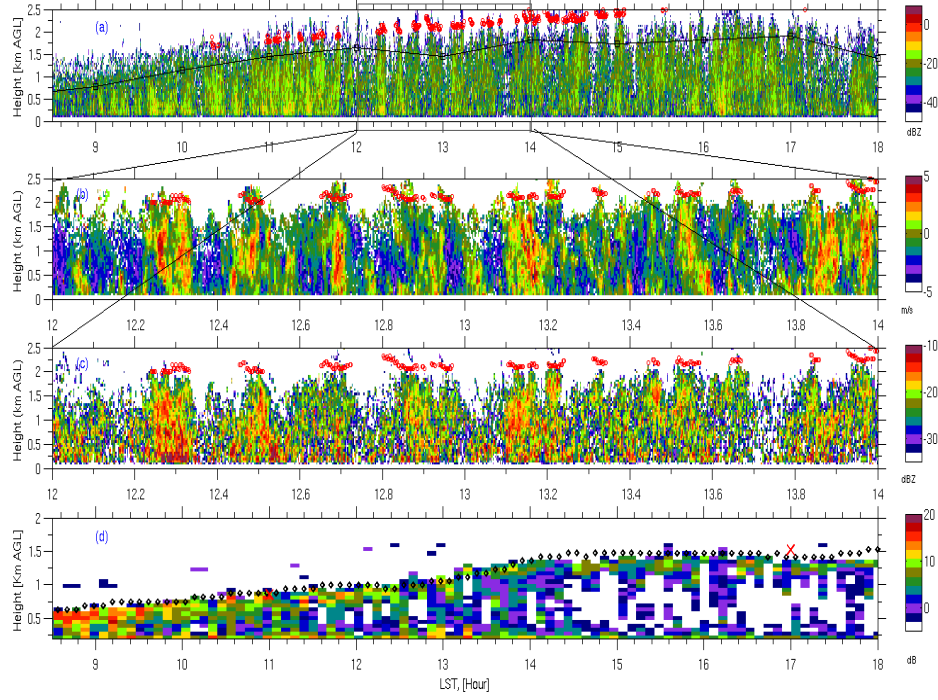 (a)
Height [km AGL)
2.5
2
1.5
1
0.5
0
9 10 11 12 13 14 15 16 17 18
0
-20
-40
dBZ
(b)
Height (km AGL)
2.5
2
1.5
1
0.5
0
12 12.2 12.4 12.6 12.8 13 13.2 13.4 13.6 13.8 14
5
0
-5
m/s
(c)
Height (km AGL)
2.5
2
1.5
1
0.5
0
12 12.2 12.4 12.6 12.8 13 13.2 13.4 13.6 13.8 14
-10
-20
-30
dBZ
(d)
Height [km AGL)
2
1.5
1
0.5
9 10 11 12 13 14 15 16 17 18
LST, [Hour]
20
10
0
dB